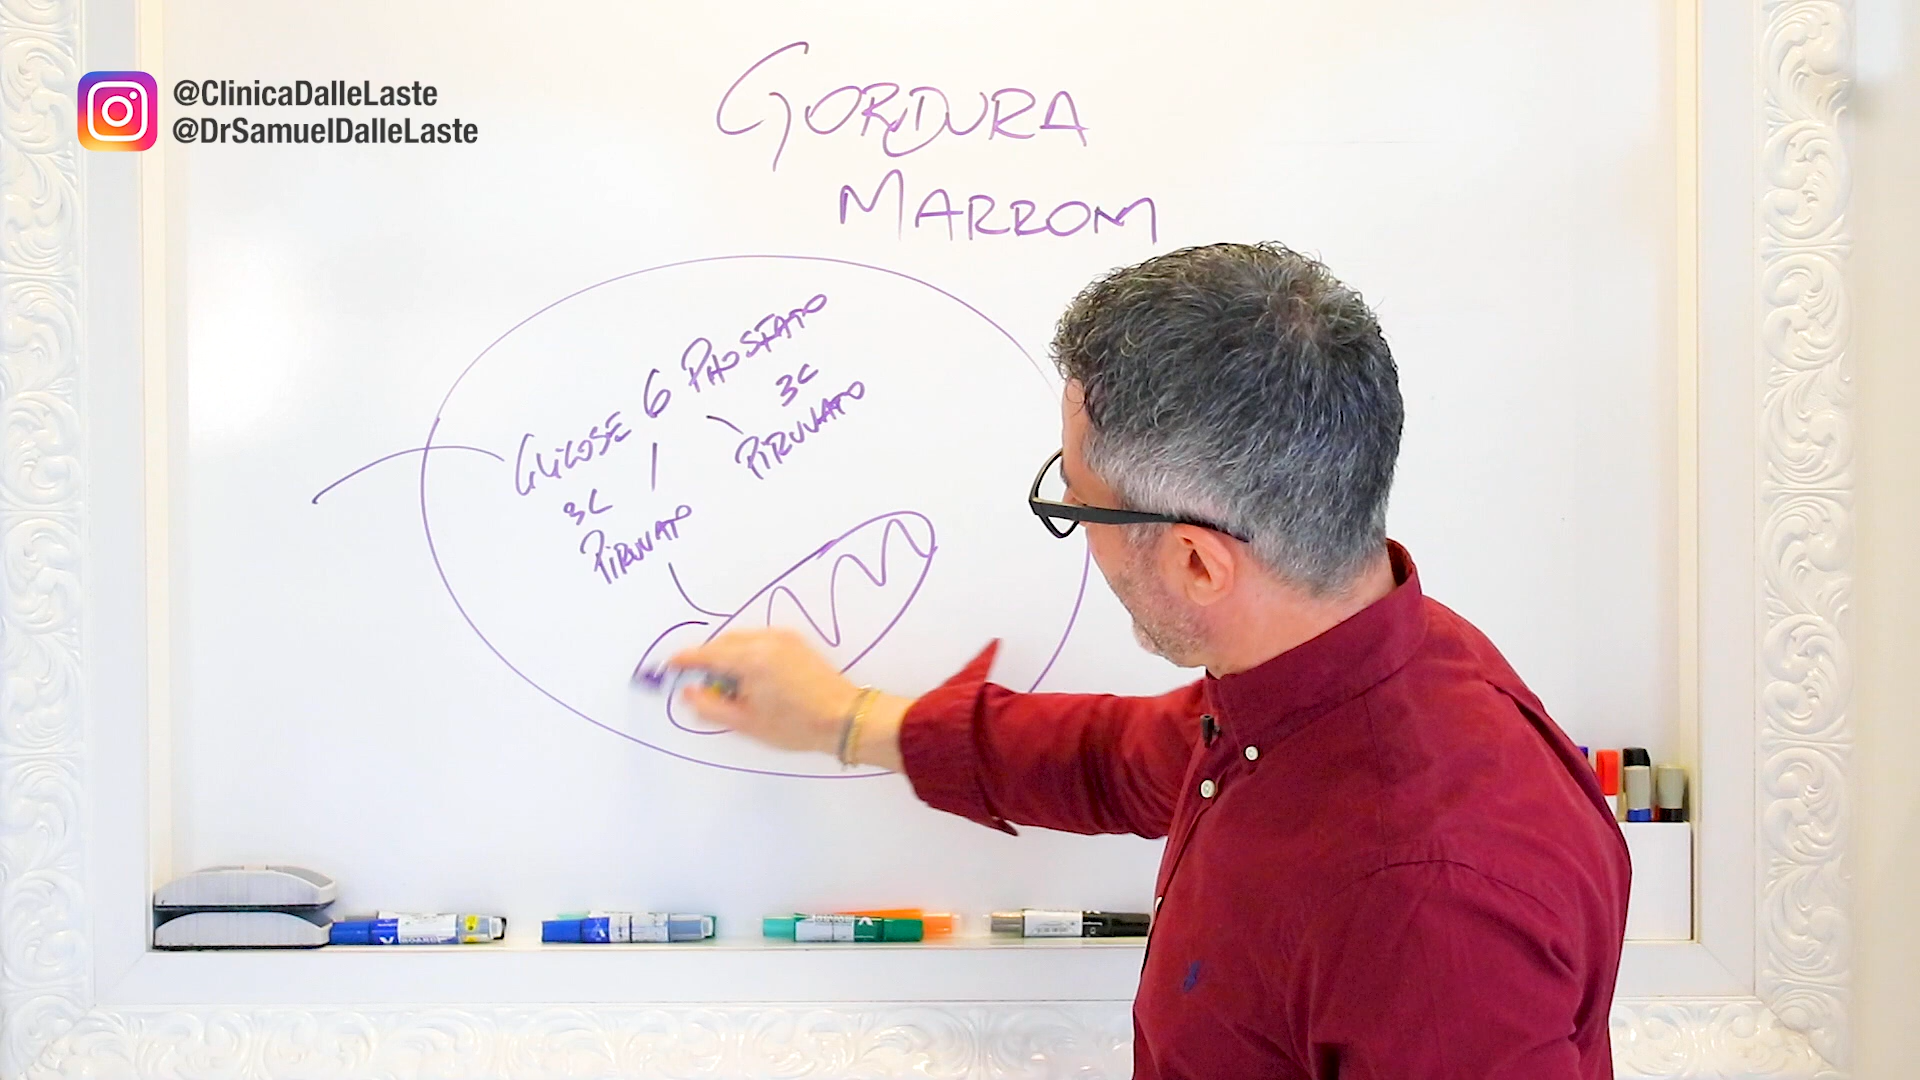 @ClinicaDalleLaste
@DrSamuelDalleLaste
GORDURA
MARROM
GLICOSE 6 PHOSFATO
3C
PIRUVATO
3C
PIRUVATO